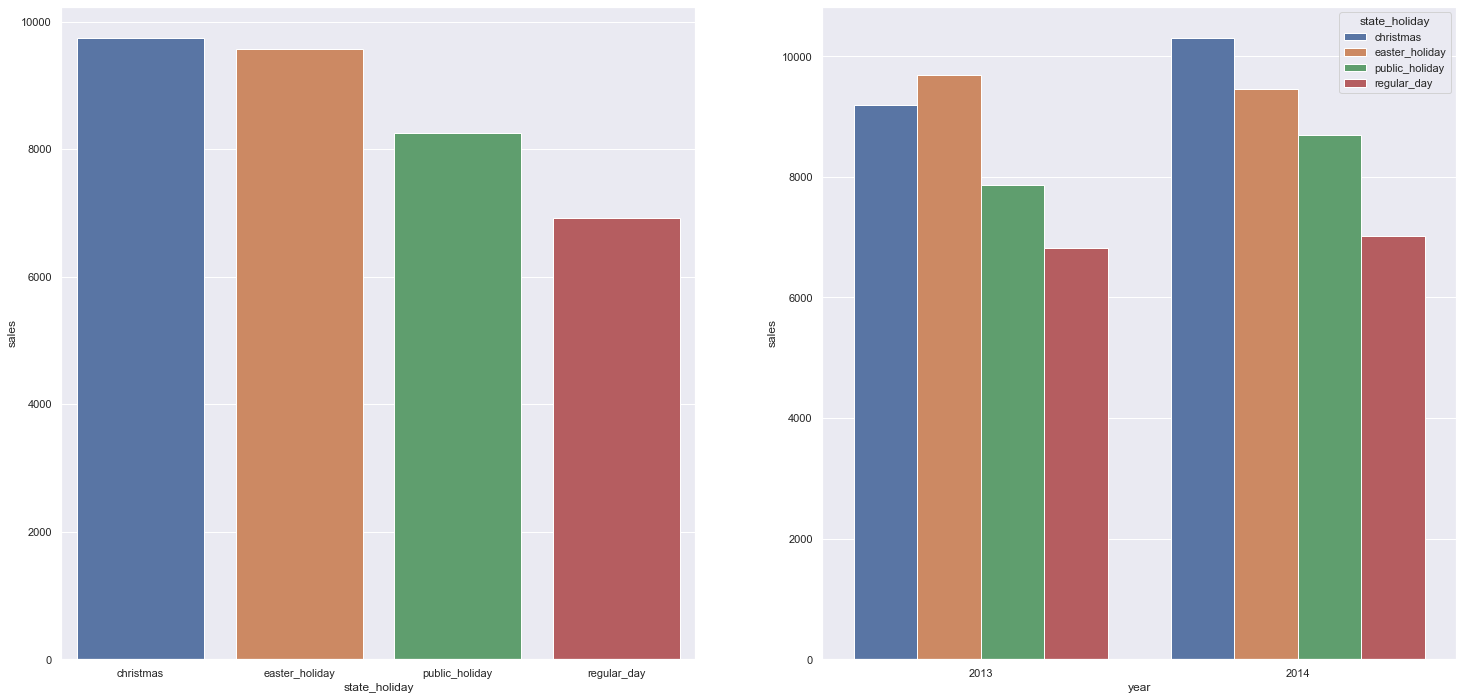 10000
8000
6000
4000
2000
0
sales
christmas easter_holiday public_holiday regular_day
state_holiday
state_holiday
christmas
easter_holiday
public_holiday
regular_day
10000
8000
6000
4000
2000
0
sales
2013 2014
year